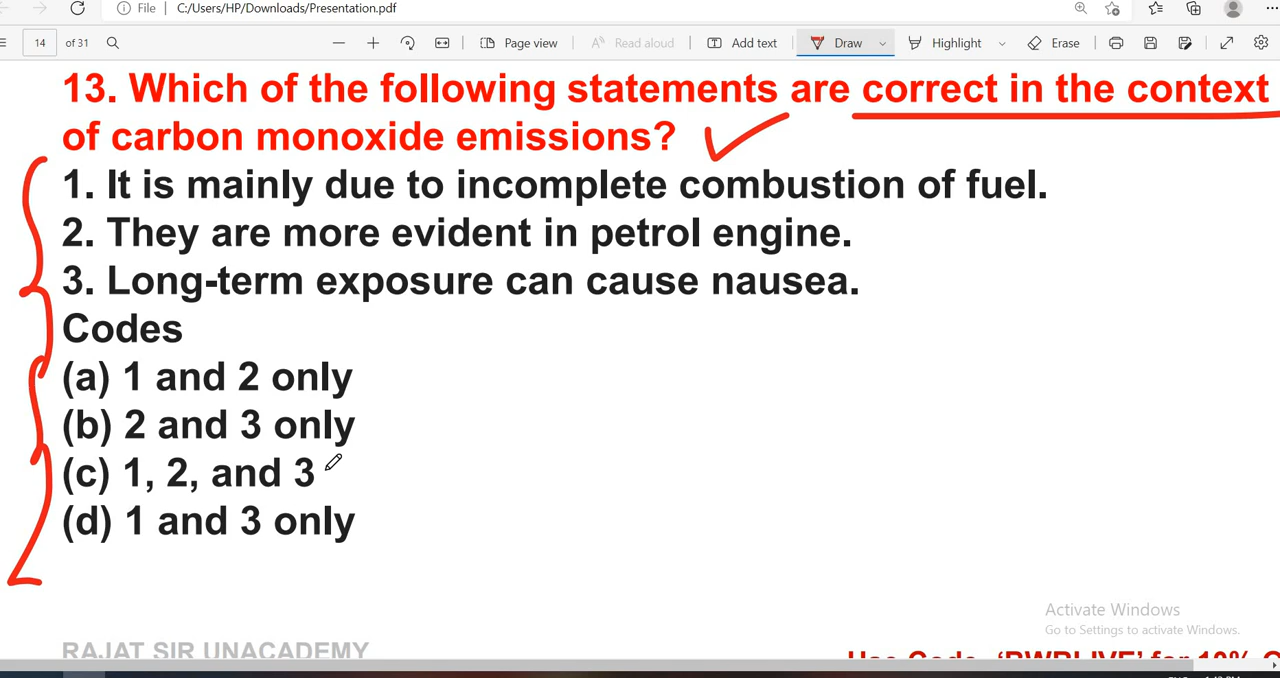 File C:/Users/HP/Downloads/Presentation.pdf
14 of 31 Page view Read aloud Add text Draw Highlight Erase
13. Which of the following statements are correct in the context
of carbon monoxide emissions?
1. It is mainly due to incomplete combustion of fuel.
2. They are more evident in petrol engine.
3. Long-term exposure can cause nausea.
Codes
(a) 1 and 2 only
(b) 2 and 3 only
(c) 1, 2, and 3
(d) 1 and 3 only
Activate Windows
Go to Settings to activate Windows.
RAJAT SIR UNACADEMY